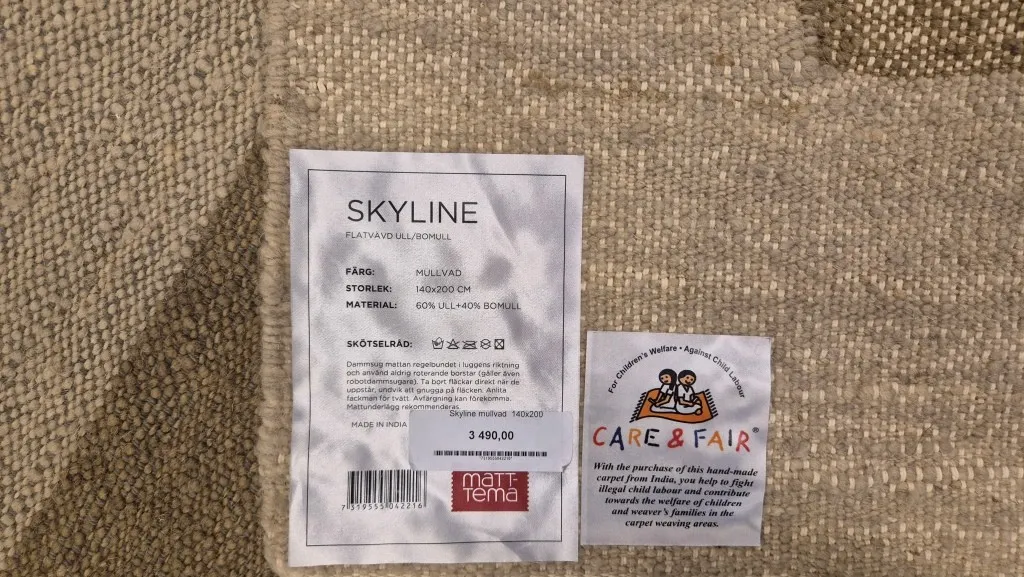 SKYLINE
FLATVÄVD ULL/BOMULL
FÄRG: MULLVAD
STORLEK: 140x200 CM
MATERIAL: 60% ULL+40% BOMULL
SKÖTSELRÅD:
Dammsug mattan regelbundet i luggens riktning
och använd aldrig roterande borstar (gäller även
robotdammsugare). Ta bort fläckar direkt när de
uppstår, undvik att gnugga på fläcken. Anlita
fackman för tvätt. Avfärgning kan förekomma.
Mattunderlägg rekommenderas.
MADE IN INDIA
Skyline mullvad 140x200
3 490,00
7 319555 042216
MATT-
TEMA
For Children's Welfare • Against Child Labour
CARE & FAIR®
With the purchase of this hand-made
carpet from India, you help to fight
illegal child labour and contribute
towards the welfare of children
and weaver's families in the
carpet weaving areas.